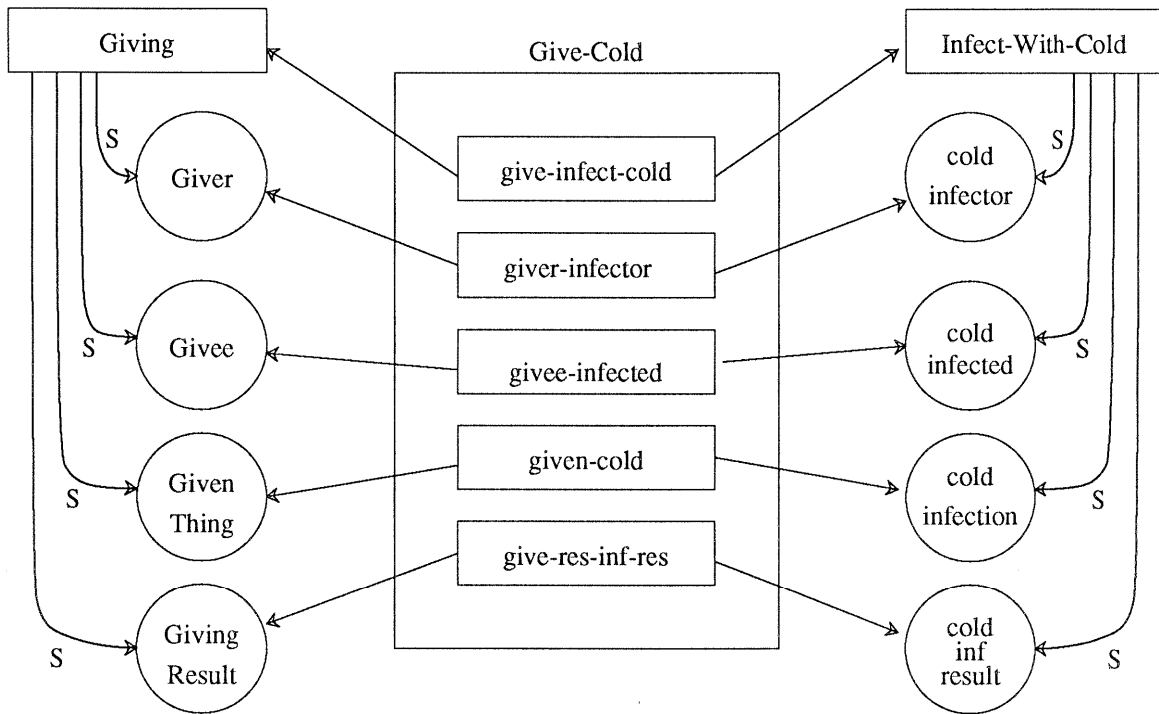 Giving
Give-Cold
Infect-With-Cold
S
Giver
give-infect-cold
S
cold
infector
giver-infector
S
Givee
givee-infected
S
cold
infected
S
Given
Thing
given-cold
S
cold
infection
give-res-inf-res
S
Giving
Result
S
cold
inf
result